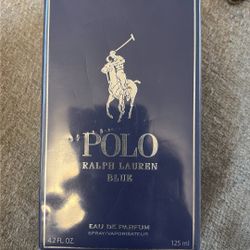 POLO
RALPH LAUREN
BLUE
EAU DE PARFUM
SPRAY/VAPORISATEUR
4.2 FL. OZ.
125 ml